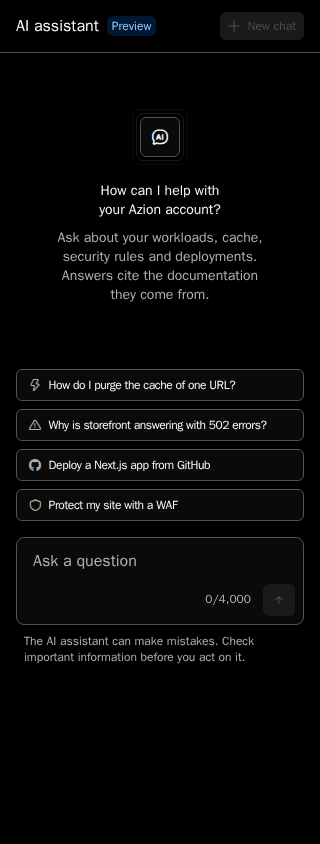 AI assistant Preview New chat
AI
How can I help with
your Azion account?
Ask about your workloads, cache,
security rules and deployments.
Answers cite the documentation
they come from.
How do I purge the cache of one URL?
Why is storefront answering with 502 errors?
Deploy a Next.js app from GitHub
Protect my site with a WAF
Ask a question
0/4,000
The AI assistant can make mistakes. Check
important information before you act on it.